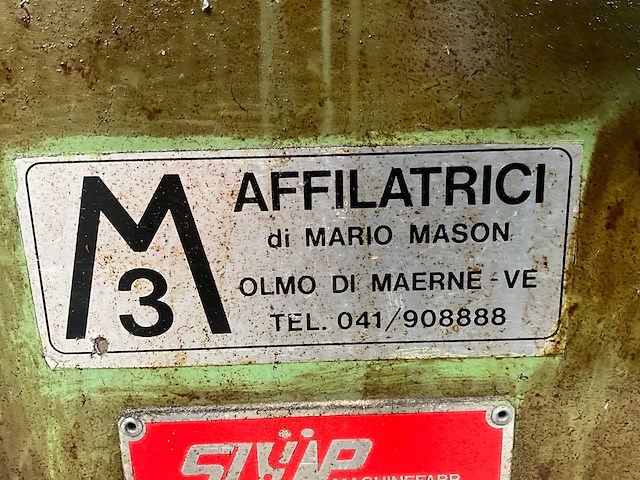 M
3
AFFILATRICI
di MARIO MASON
OLMO DI MAERNE - VE
TEL. 041/908888